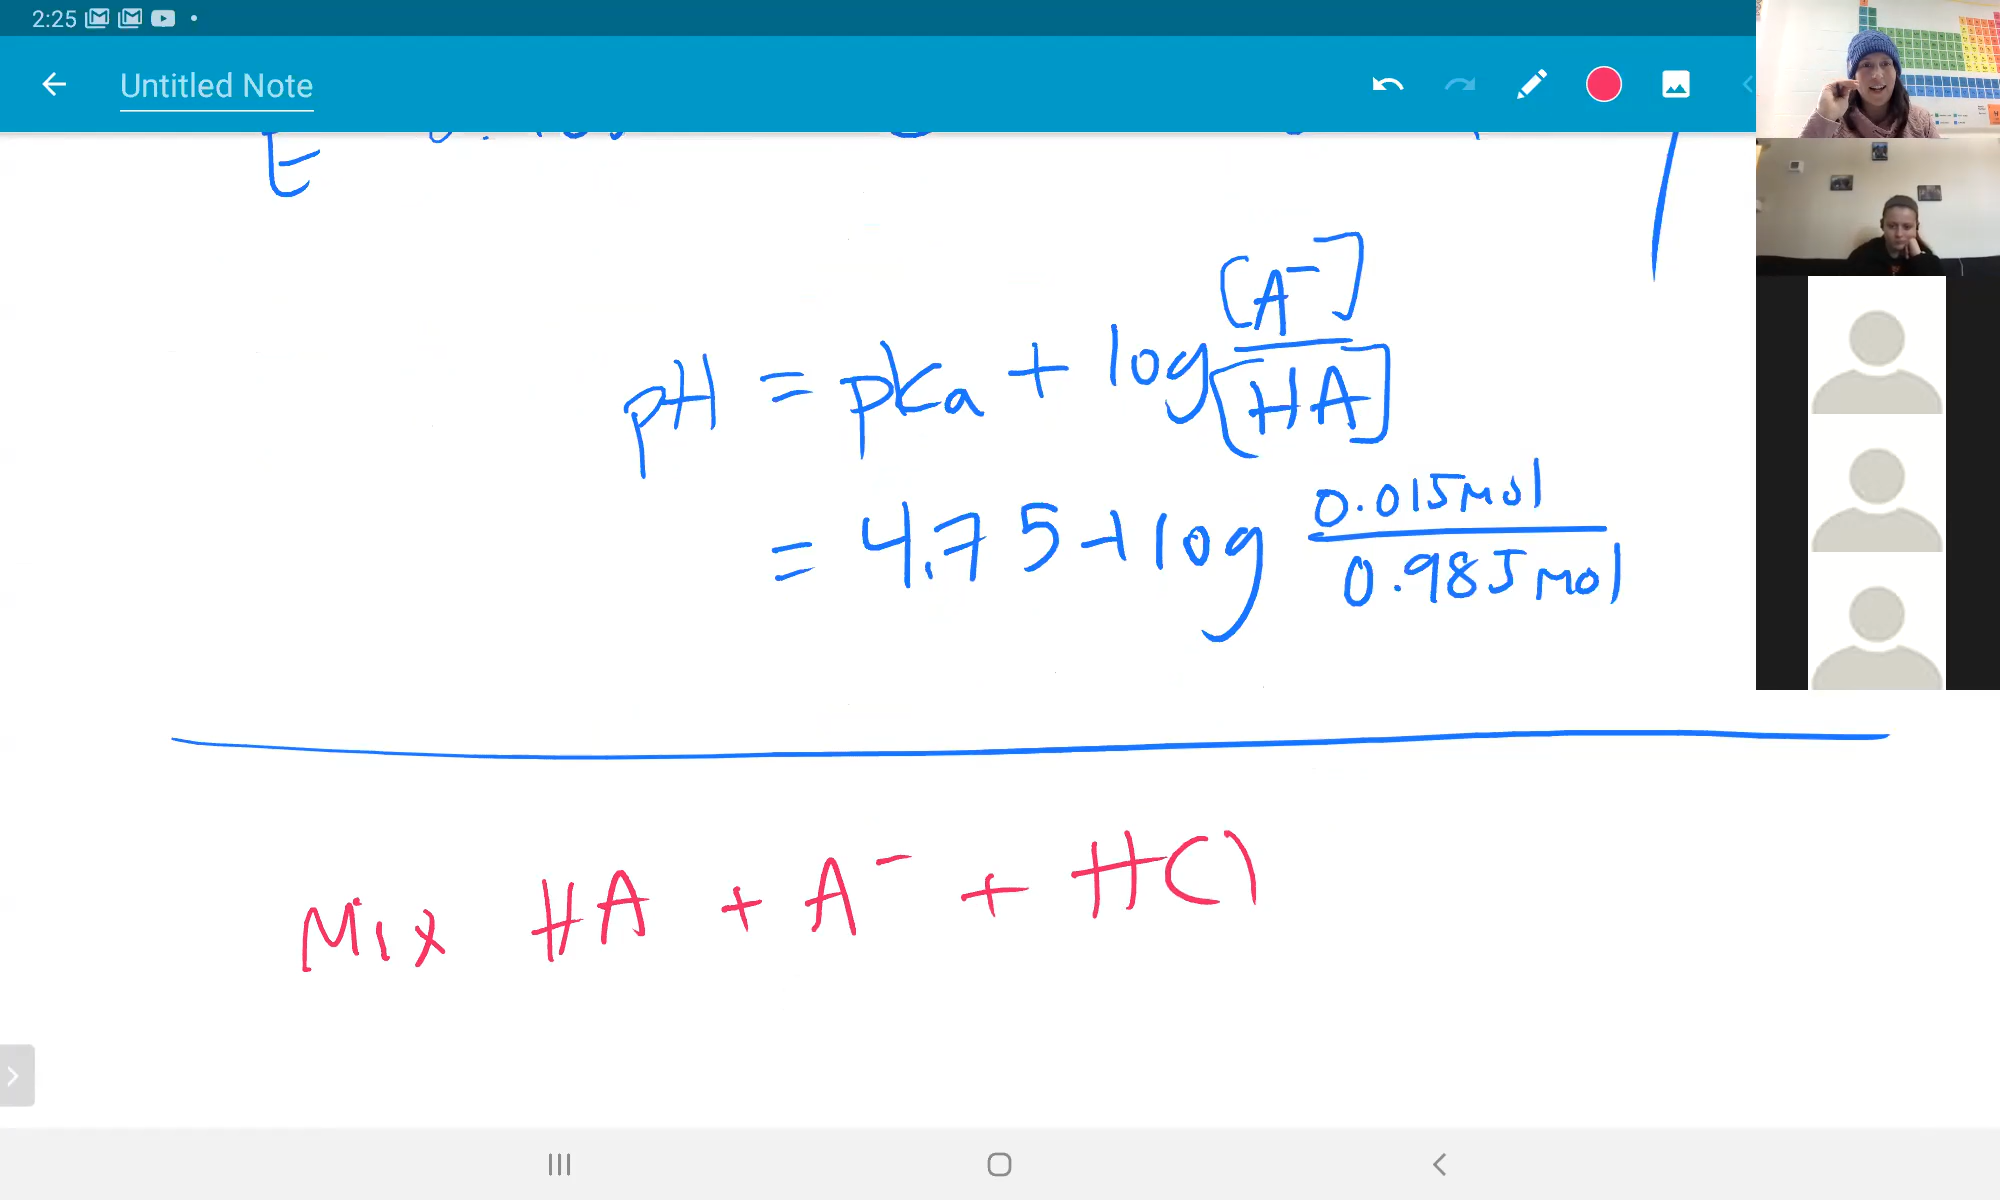 2:25
Untitled Note
E
pH = pKa + log [A⁻]/[HA]
= 4.75 + log 0.015mol/0.985mol
Mix HA + A⁻ + HCl